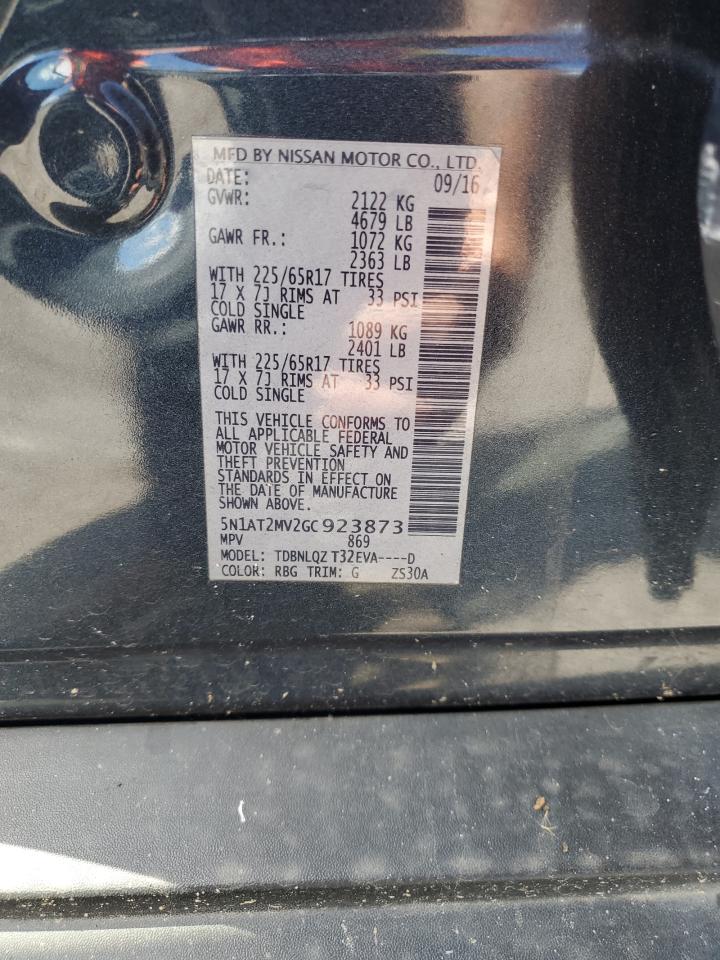 MFD BY NISSAN MOTOR CO., LTD.
DATE: 09/16
GVWR: 2122 KG
4679 LB
GAWR FR.: 1072 KG
2363 LB
WITH 225/65R17 TIRES
17 X 7J RIMS AT 33 PSI
COLD SINGLE
GAWR RR.: 1089 KG
2401 LB
WITH 225/65R17 TIRES
17 X 7J RIMS AT 33 PSI
COLD SINGLE
THIS VEHICLE CONFORMS TO
ALL APPLICABLE FEDERAL
MOTOR VEHICLE SAFETY AND
THEFT PREVENTION
STANDARDS IN EFFECT ON
THE DATE OF MANUFACTURE
SHOWN ABOVE.
5N1AT2MV2GC923873
MPV 869
MODEL: TDBNLQZ T32EVA----D
COLOR: RBG TRIM: G ZS30A